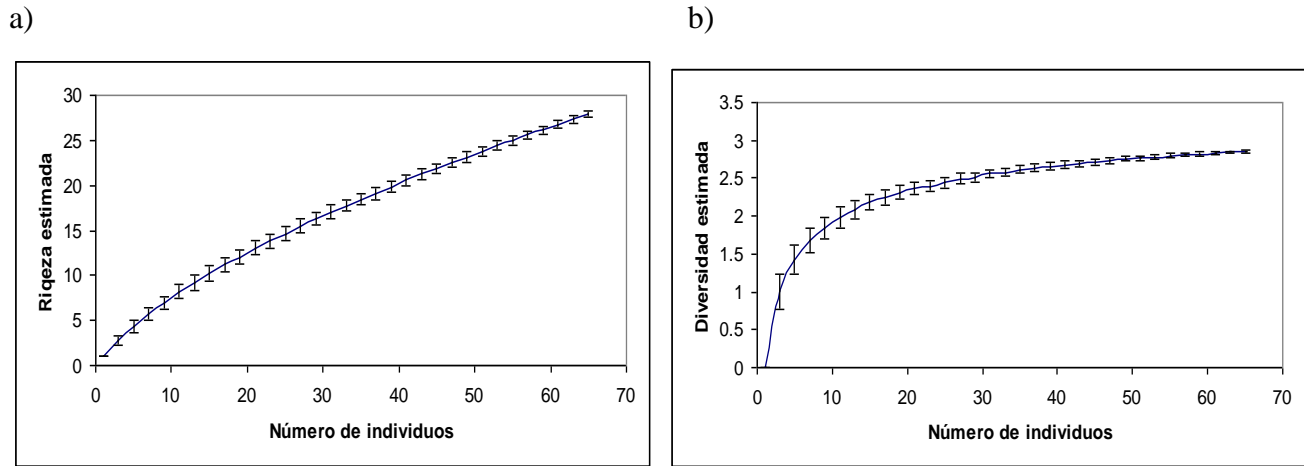 a)
b)
Riqeza estimada
30
25
20
15
10
5
0
0 10 20 30 40 50 60 70
Número de individuos
Diversidad estimada
3.5
3
2.5
2
1.5
1
0.5
0
0 10 20 30 40 50 60 70
Número de individuos